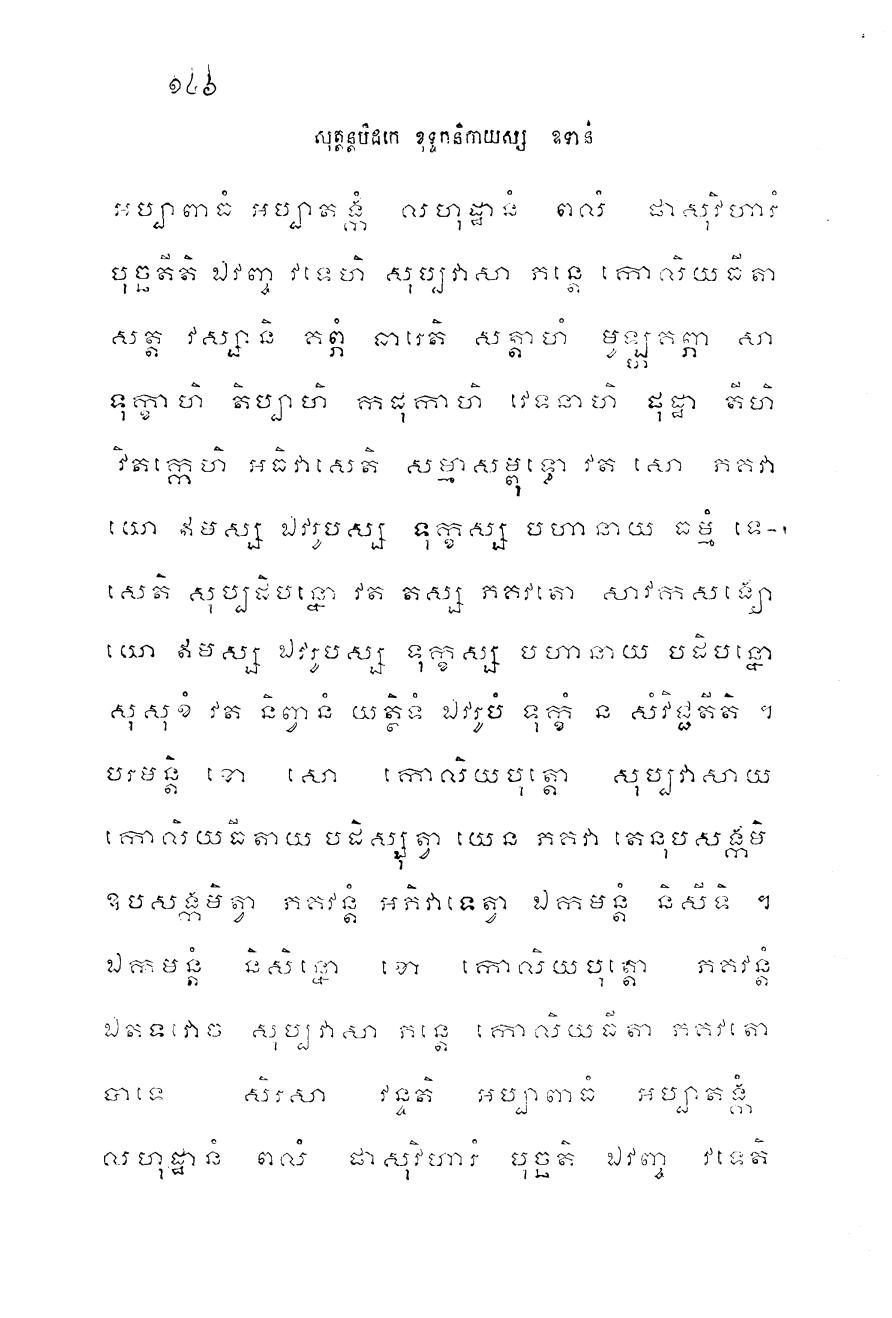 ១៤៦
សុត្តន្តបិដកេ ខុទ្ទកនិកាយស្ស ឧទានំ
អប្បាពាធំ អប្បាតង្កំ លហុដ្ឋានំ ពលំ ផាសុវិហារំ
បុច្ឆតីតិ ឯវញ្ច វទេហិ សុប្បវាសា ភន្តេ កោលិយធីតា
សត្ត វស្សានិ គព្ភំ ធារេតិ សត្តាហំ មូឡ្ហគព្ភា សា
ទុក្ខាហិ តិប្បាហិ កដុកាហិ វេទនាហិ ផុដ្ឋា តីហិ
វិតក្កេហិ អធិវាសេតិ សម្មាសម្ពុទ្ធោ វត សោ ភគវា
យោ ឥមស្ស ឯវរូបស្ស ទុក្ខស្ស បហានាយ ធម្មំ ទេ-
សេតិ សុប្បដិបន្នោ វត តស្ស ភគវតោ សាវកសង្ឃោ
យោ ឥមស្ស ឯវរូបស្ស ទុក្ខស្ស បហានាយ បដិបន្នោ
សុសុខំ វត និព្វានំ យត្ថិទំ ឯវរូបំ ទុក្ខំ ន សំវិជ្ជតីតិ ។
បរមន្តិ ខោ សោ កោលិយបុត្តោ សុប្បវាសាយ
កោលិយធីតាយ បដិស្សុត្វា យេន ភគវា តេនុបសង្កមិ
ឧបសង្កមិត្វា ភគវន្តំ អភិវាទេត្វា ឯកមន្តំ និសីទិ ។
ឯកមន្តំ និសិន្នោ ខោ កោលិយបុត្តោ ភគវន្តំ
ឯតទវោច សុប្បវាសា ភន្តេ កោលិយធីតា ភគវតោ
បាទេ សិរសា វន្ទតិ អប្បាពាធំ អប្បាតង្កំ
លហុដ្ឋានំ ពលំ ផាសុវិហារំ បុច្ឆតិ ឯវញ្ច វទេតិ